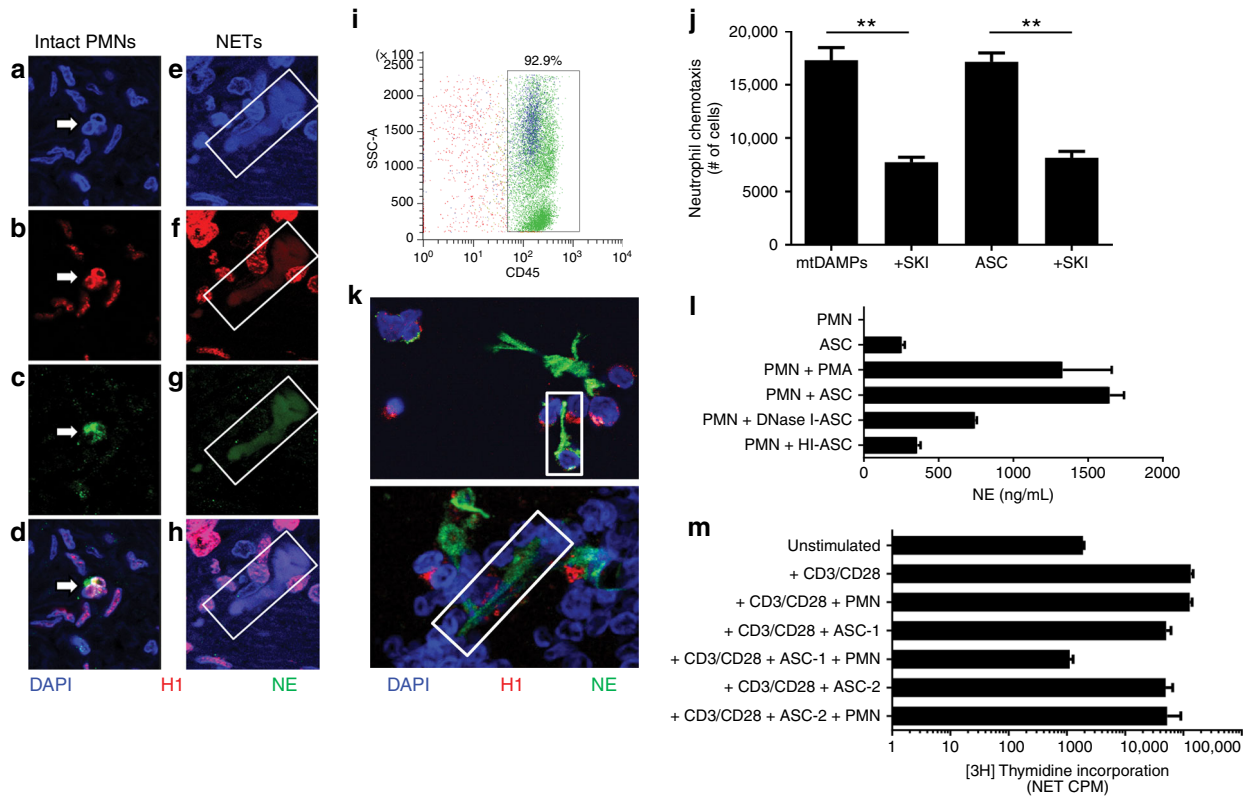 Intact PMNs
NETs
a
e
b
f
c
g
d
h
DAPI
H1
NE
i
(× 100
92.9%
2500
2000
1500
1000
500
0
SSC-A
10⁰
10¹
10²
10³
10⁴
CD45
k
DAPI
H1
NE
j
**
**
20,000
15,000
10,000
5000
0
Neutrophil chemotaxis
(# of cells)
mtDAMPs
+SKI
ASC
+SKI
l
PMN
ASC
PMN + PMA
PMN + ASC
PMN + DNase I-ASC
PMN + HI-ASC
0
500
1000
1500
2000
NE (ng/mL)
m
Unstimulated
+ CD3/CD28
+ CD3/CD28 + PMN
+ CD3/CD28 + ASC-1
+ CD3/CD28 + ASC-1 + PMN
+ CD3/CD28 + ASC-2
+ CD3/CD28 + ASC-2 + PMN
1
10
100
1000
10,000
100,000
[3H] Thymidine incorporation
(NET CPM)